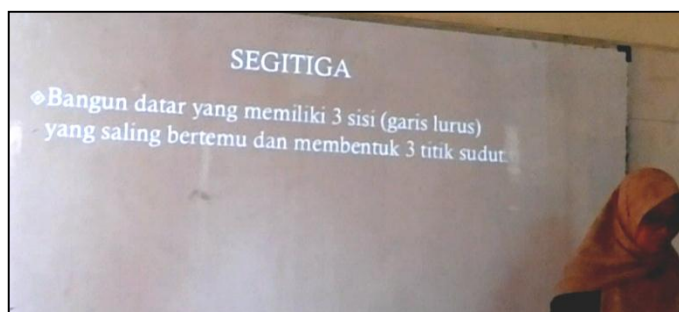 SEGITIGA
Bangun datar yang memiliki 3 sisi (garis lurus)
yang saling bertemu dan membentuk 3 titik sudut.